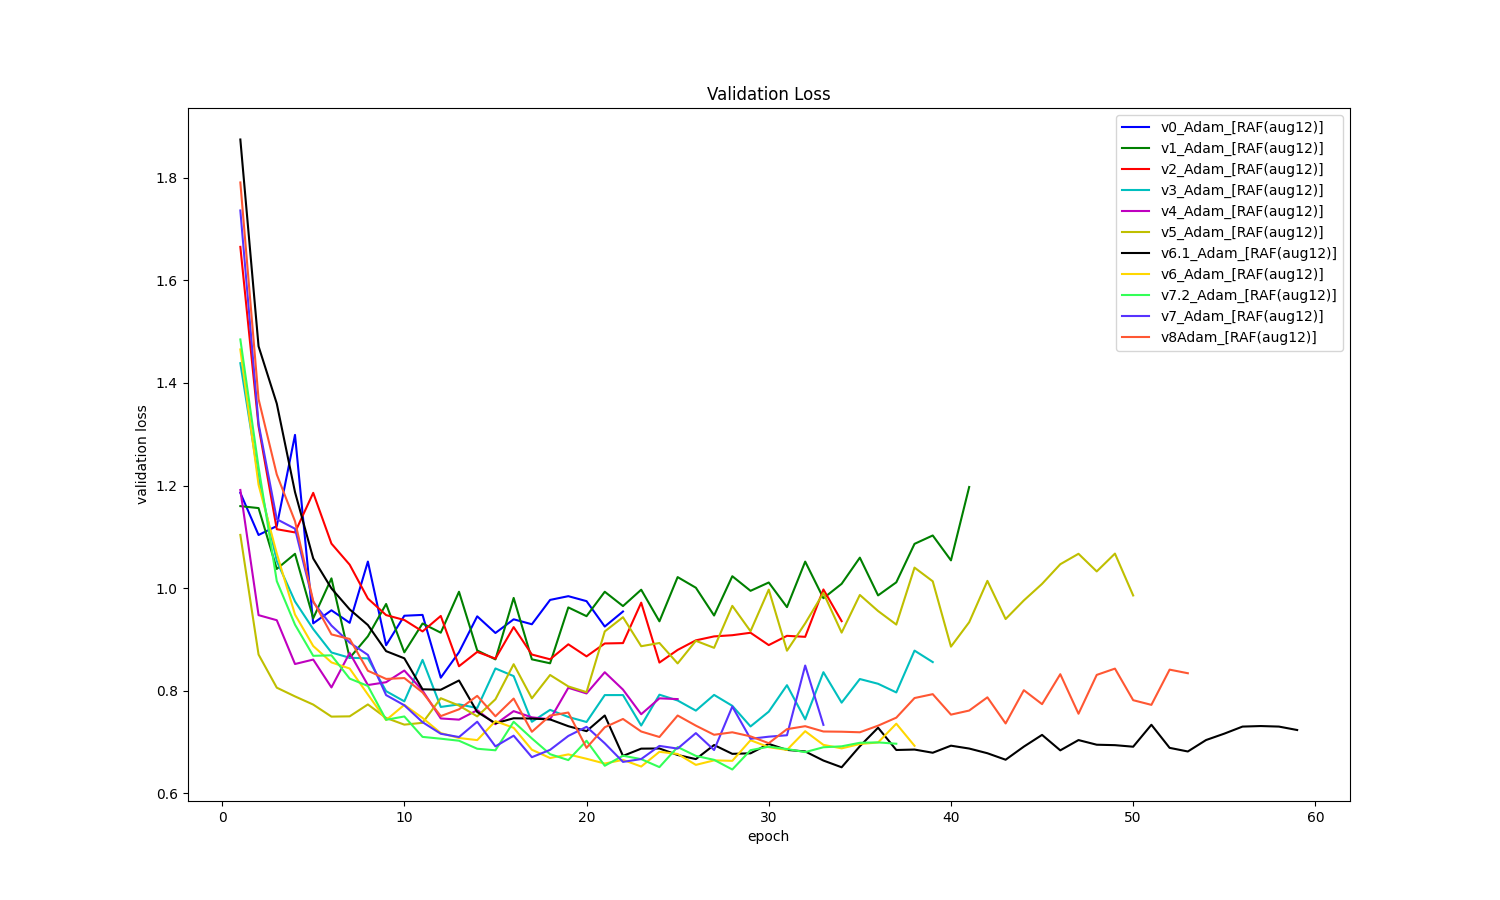 Validation Loss
v0_Adam_[RAF(aug12)]
v1_Adam_[RAF(aug12)]
v2_Adam_[RAF(aug12)]
v3_Adam_[RAF(aug12)]
v4_Adam_[RAF(aug12)]
v5_Adam_[RAF(aug12)]
v6.1_Adam_[RAF(aug12)]
v6_Adam_[RAF(aug12)]
v7.2_Adam_[RAF(aug12)]
v7_Adam_[RAF(aug12)]
v8Adam_[RAF(aug12)]
1.8
1.6
1.4
1.2
1.0
0.8
0.6
validation loss
0 10 20 30 40 50 60
epoch